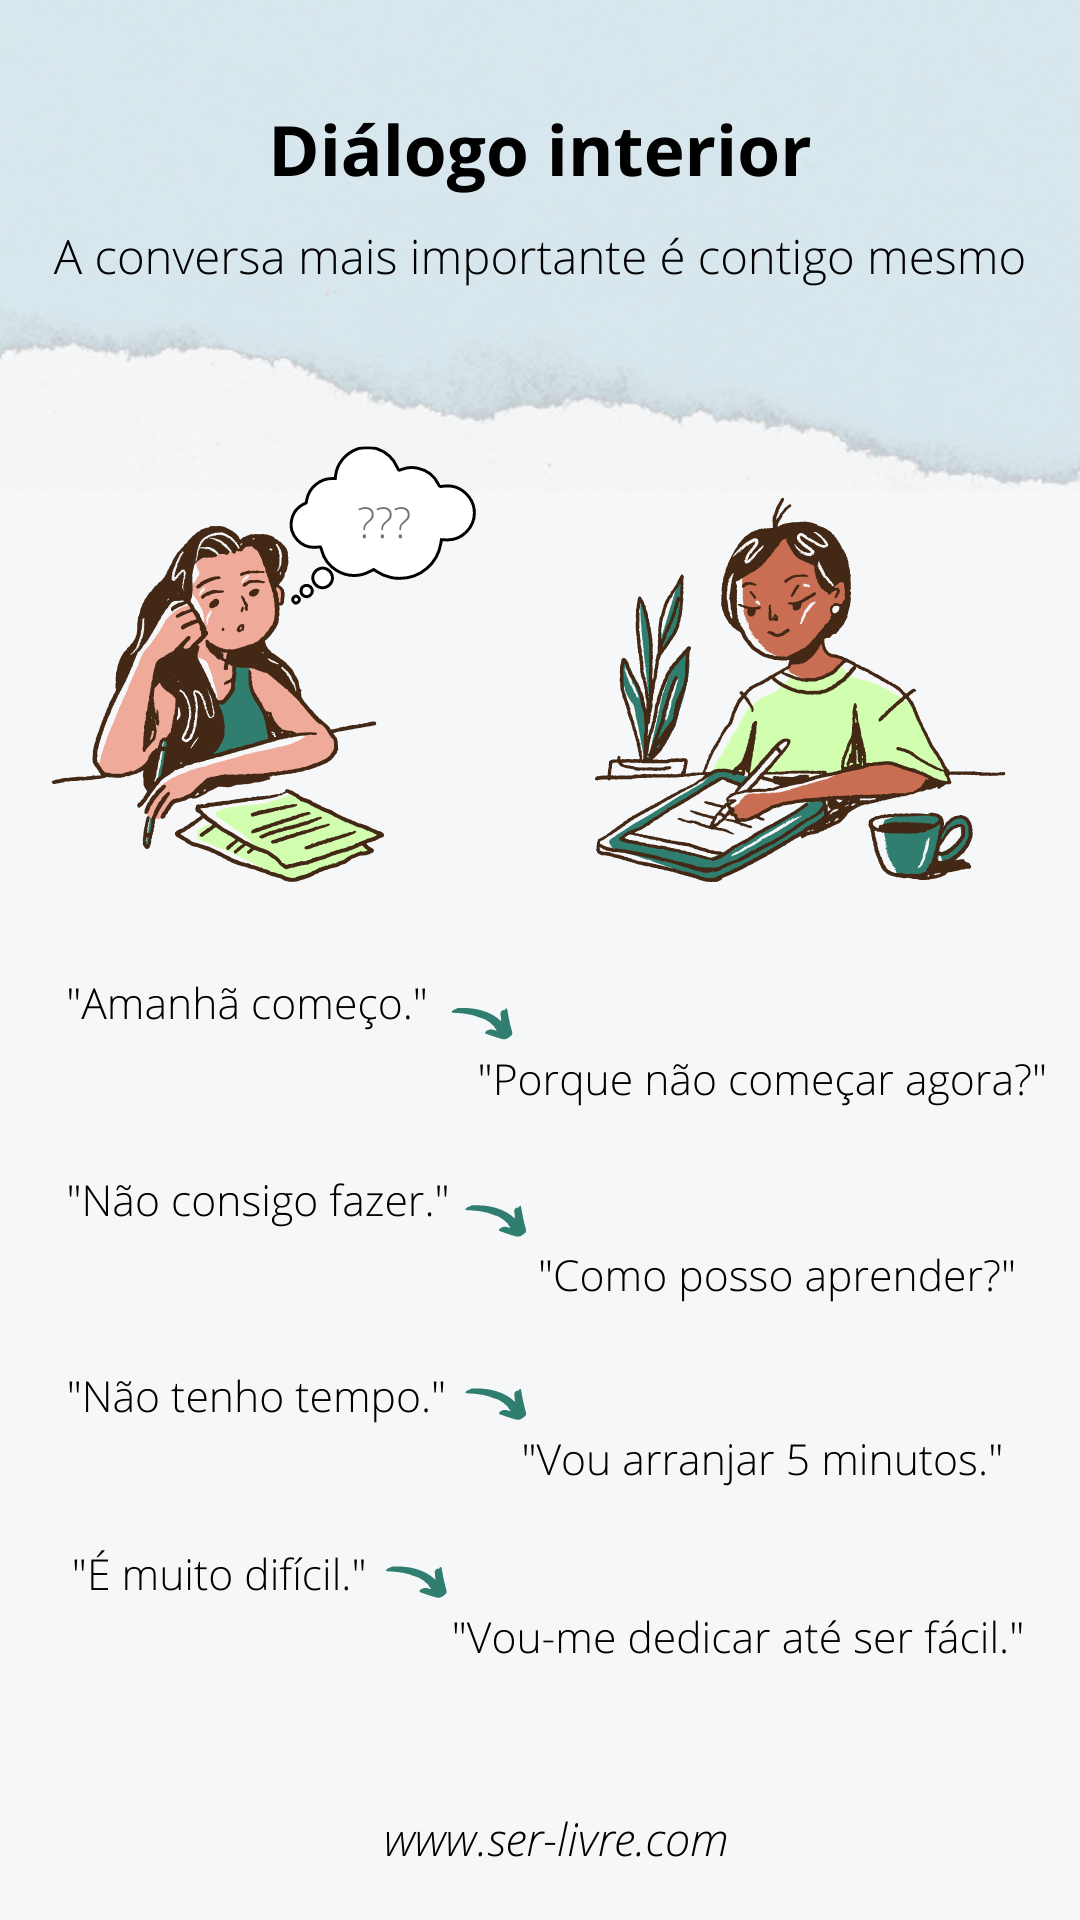 Diálogo interior
A conversa mais importante é contigo mesmo
???
"Amanhã começo."
"Porque não começar agora?"
"Não consigo fazer."
"Como posso aprender?"
"Não tenho tempo."
"Vou arranjar 5 minutos."
"É muito difícil."
"Vou-me dedicar até ser fácil."
www.ser-livre.com